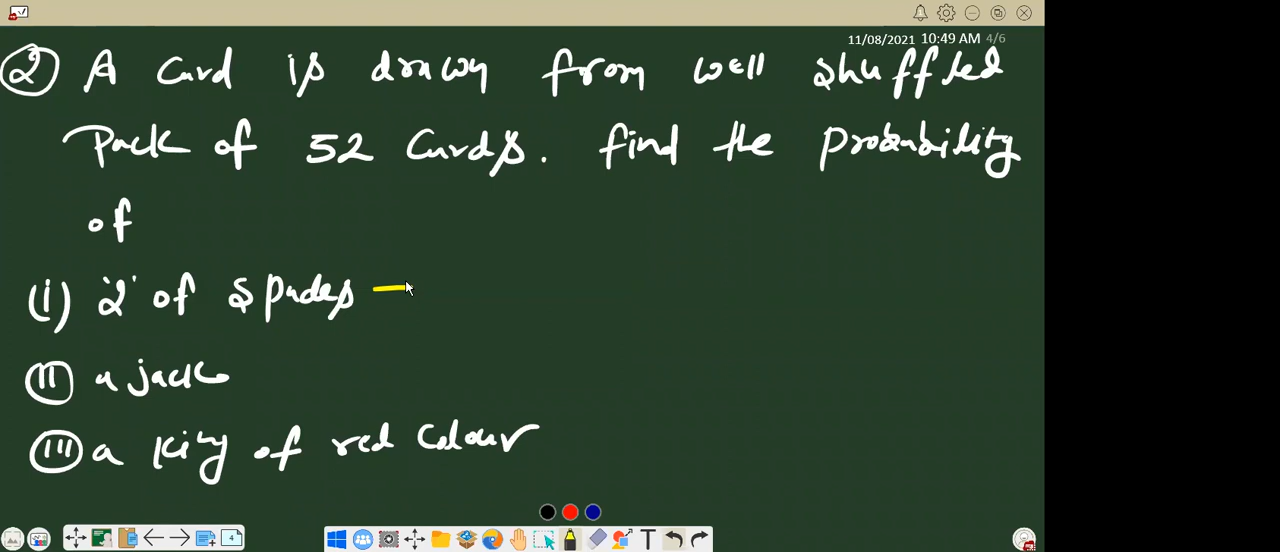 11/08/2021 10:49 AM 4/6
② A Card is drawn from well shuffled
Pack of 52 Cards. find the probability
of
(i) '2' of spades –
(ii) a jack
(iii) a king of red colour
4
T